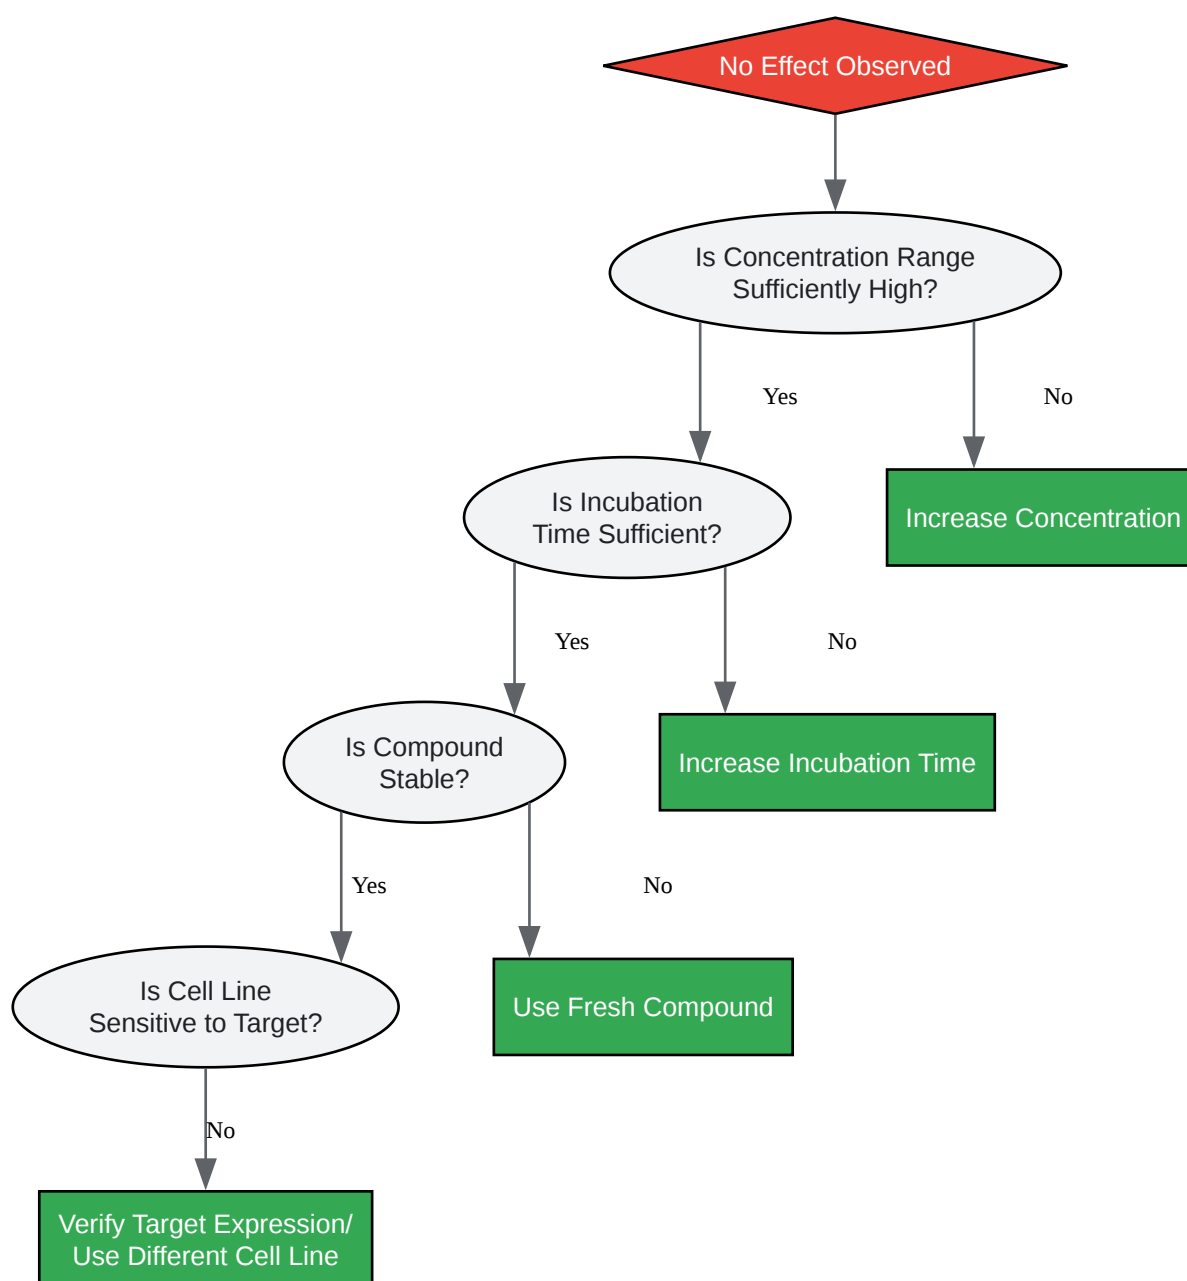 No Effect Observed
Is Concentration Range
Sufficiently High?
Yes
No
Is Incubation
Time Sufficient?
Increase Concentration
Yes
No
Is Compound
Stable?
Increase Incubation Time
Yes
No
Is Cell Line
Sensitive to Target?
Use Fresh Compound
No
Verify Target Expression/
Use Different Cell Line